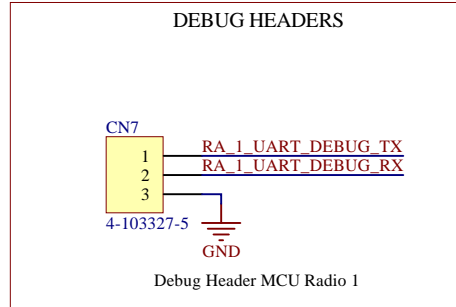 DEBUG HEADERS
CN7
1 RA_1_UART_DEBUG_TX
2 RA_1_UART_DEBUG_RX
3
4-103327-5
GND
Debug Header MCU Radio 1